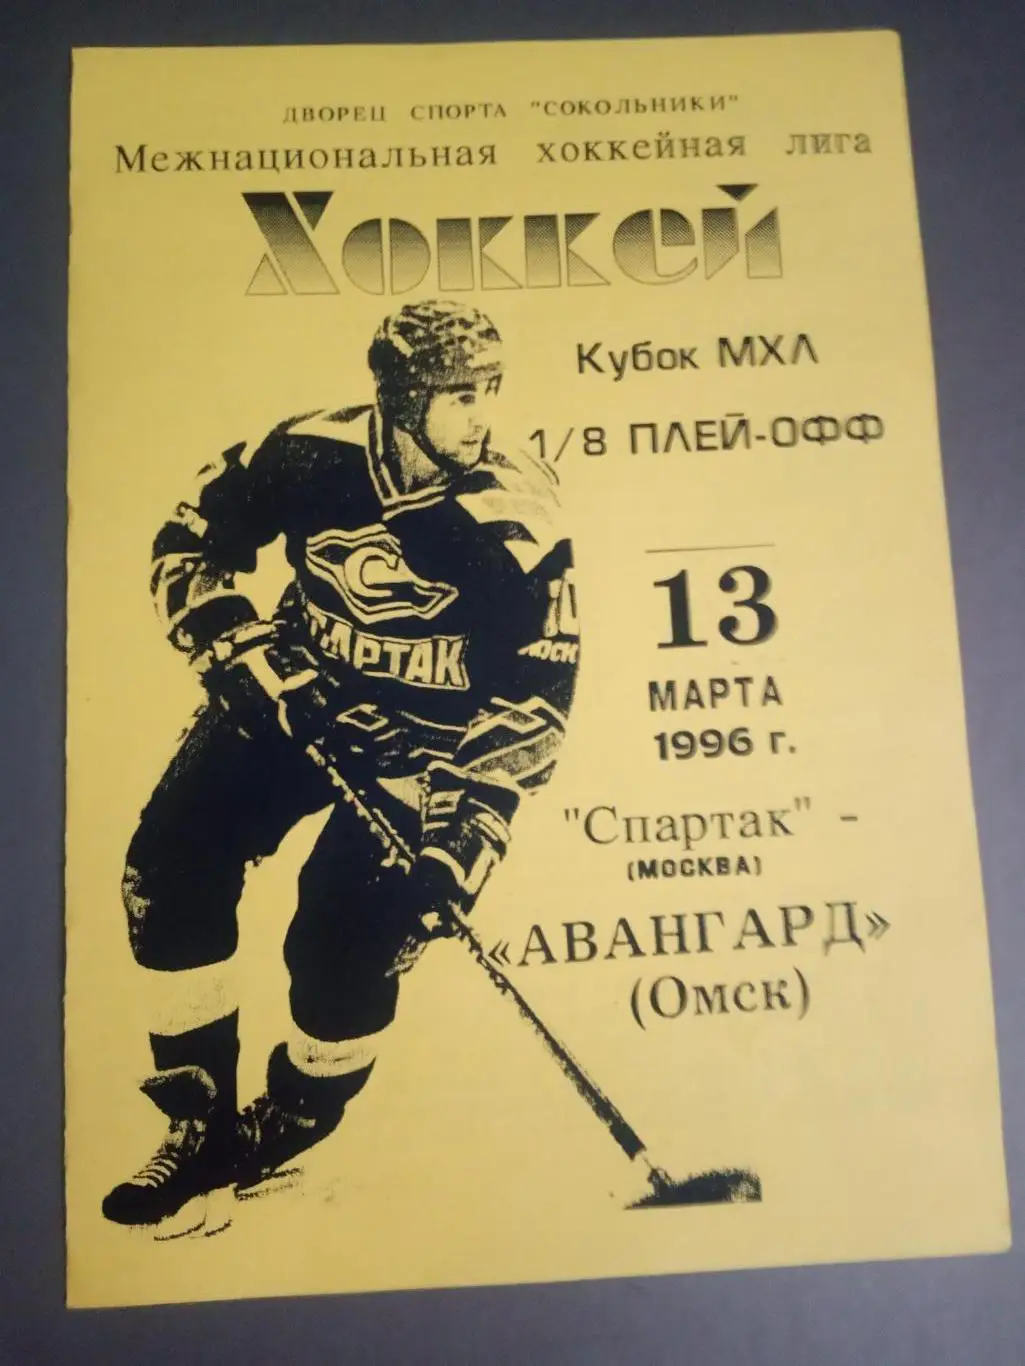 ДВОРЕЦ СПОРТА "СОКОЛЬНИКИ"
Межнациональная хоккейная лига
Хоккей
Кубок МХЛ
1/8 ПЛЕЙ-ОФФ
13
МАРТА
1996 г.
С
СПАРТАК
"Спартак" -
(МОСКВА)
«АВАНГАРД»
(Омск)